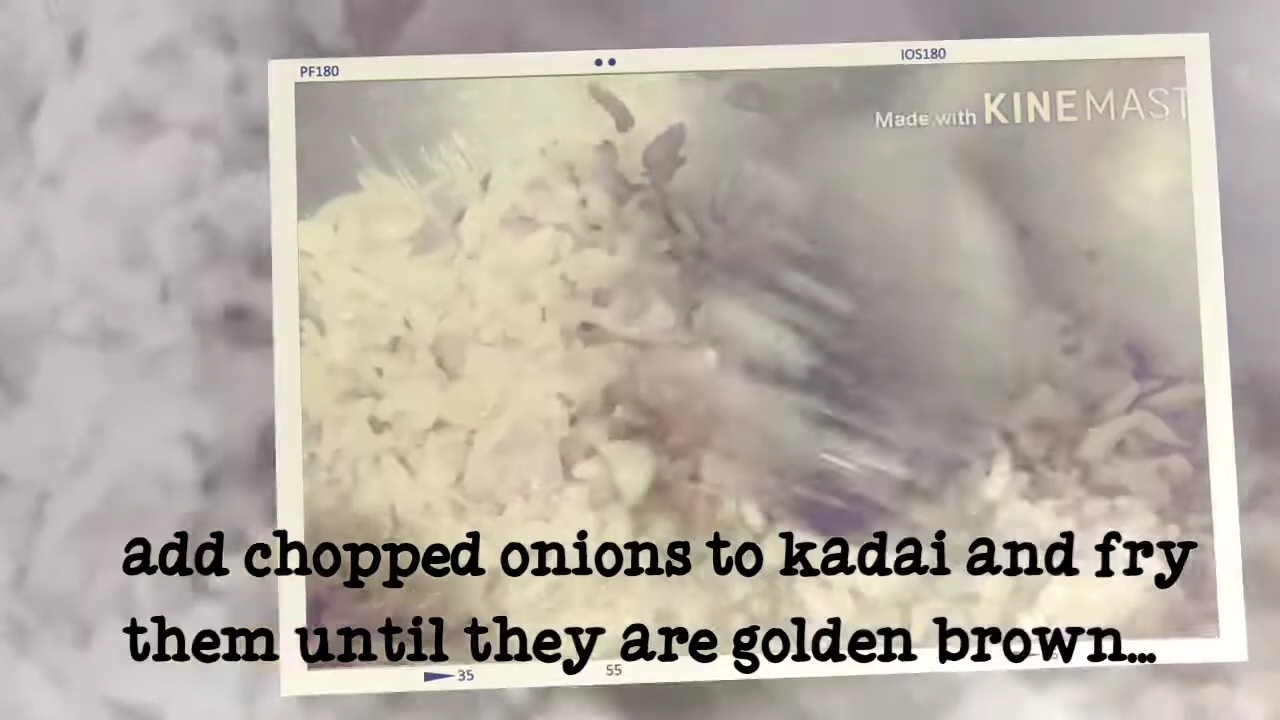 PF180
IOS180
Made with KINEMAST
add chopped onions to kadai and fry
them until they are golden brown...
35
55